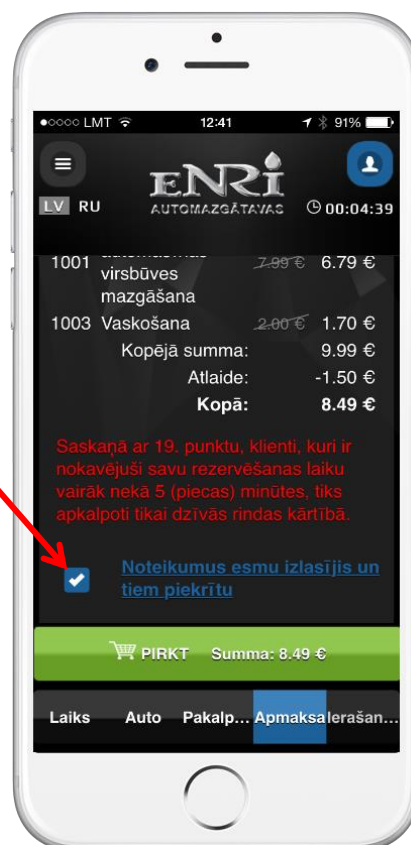 LMT 12:41 91%
ENRi
AUTOMAZGĀTAVAS
LV RU 00:04:39
1001 7.99 € 6.79 €
virsbūves
mazgāšana
1003 Vaskošana 2.00 € 1.70 €
Kopējā summa: 9.99 €
Atlaide: -1.50 €
Kopā: 8.49 €
Saskaņā ar 19. punktu, klienti, kuri ir
nokavējuši savu rezervēšanas laiku
vairāk nekā 5 (piecas) minūtes, tiks
apkalpoti tikai dzīvās rindas kārtībā.
Noteikumus esmu izlasījis un
tiem piekrītu
PIRKT Summa: 8.49 €
Laiks Auto Pakalp... Apmaksa Ierašan...